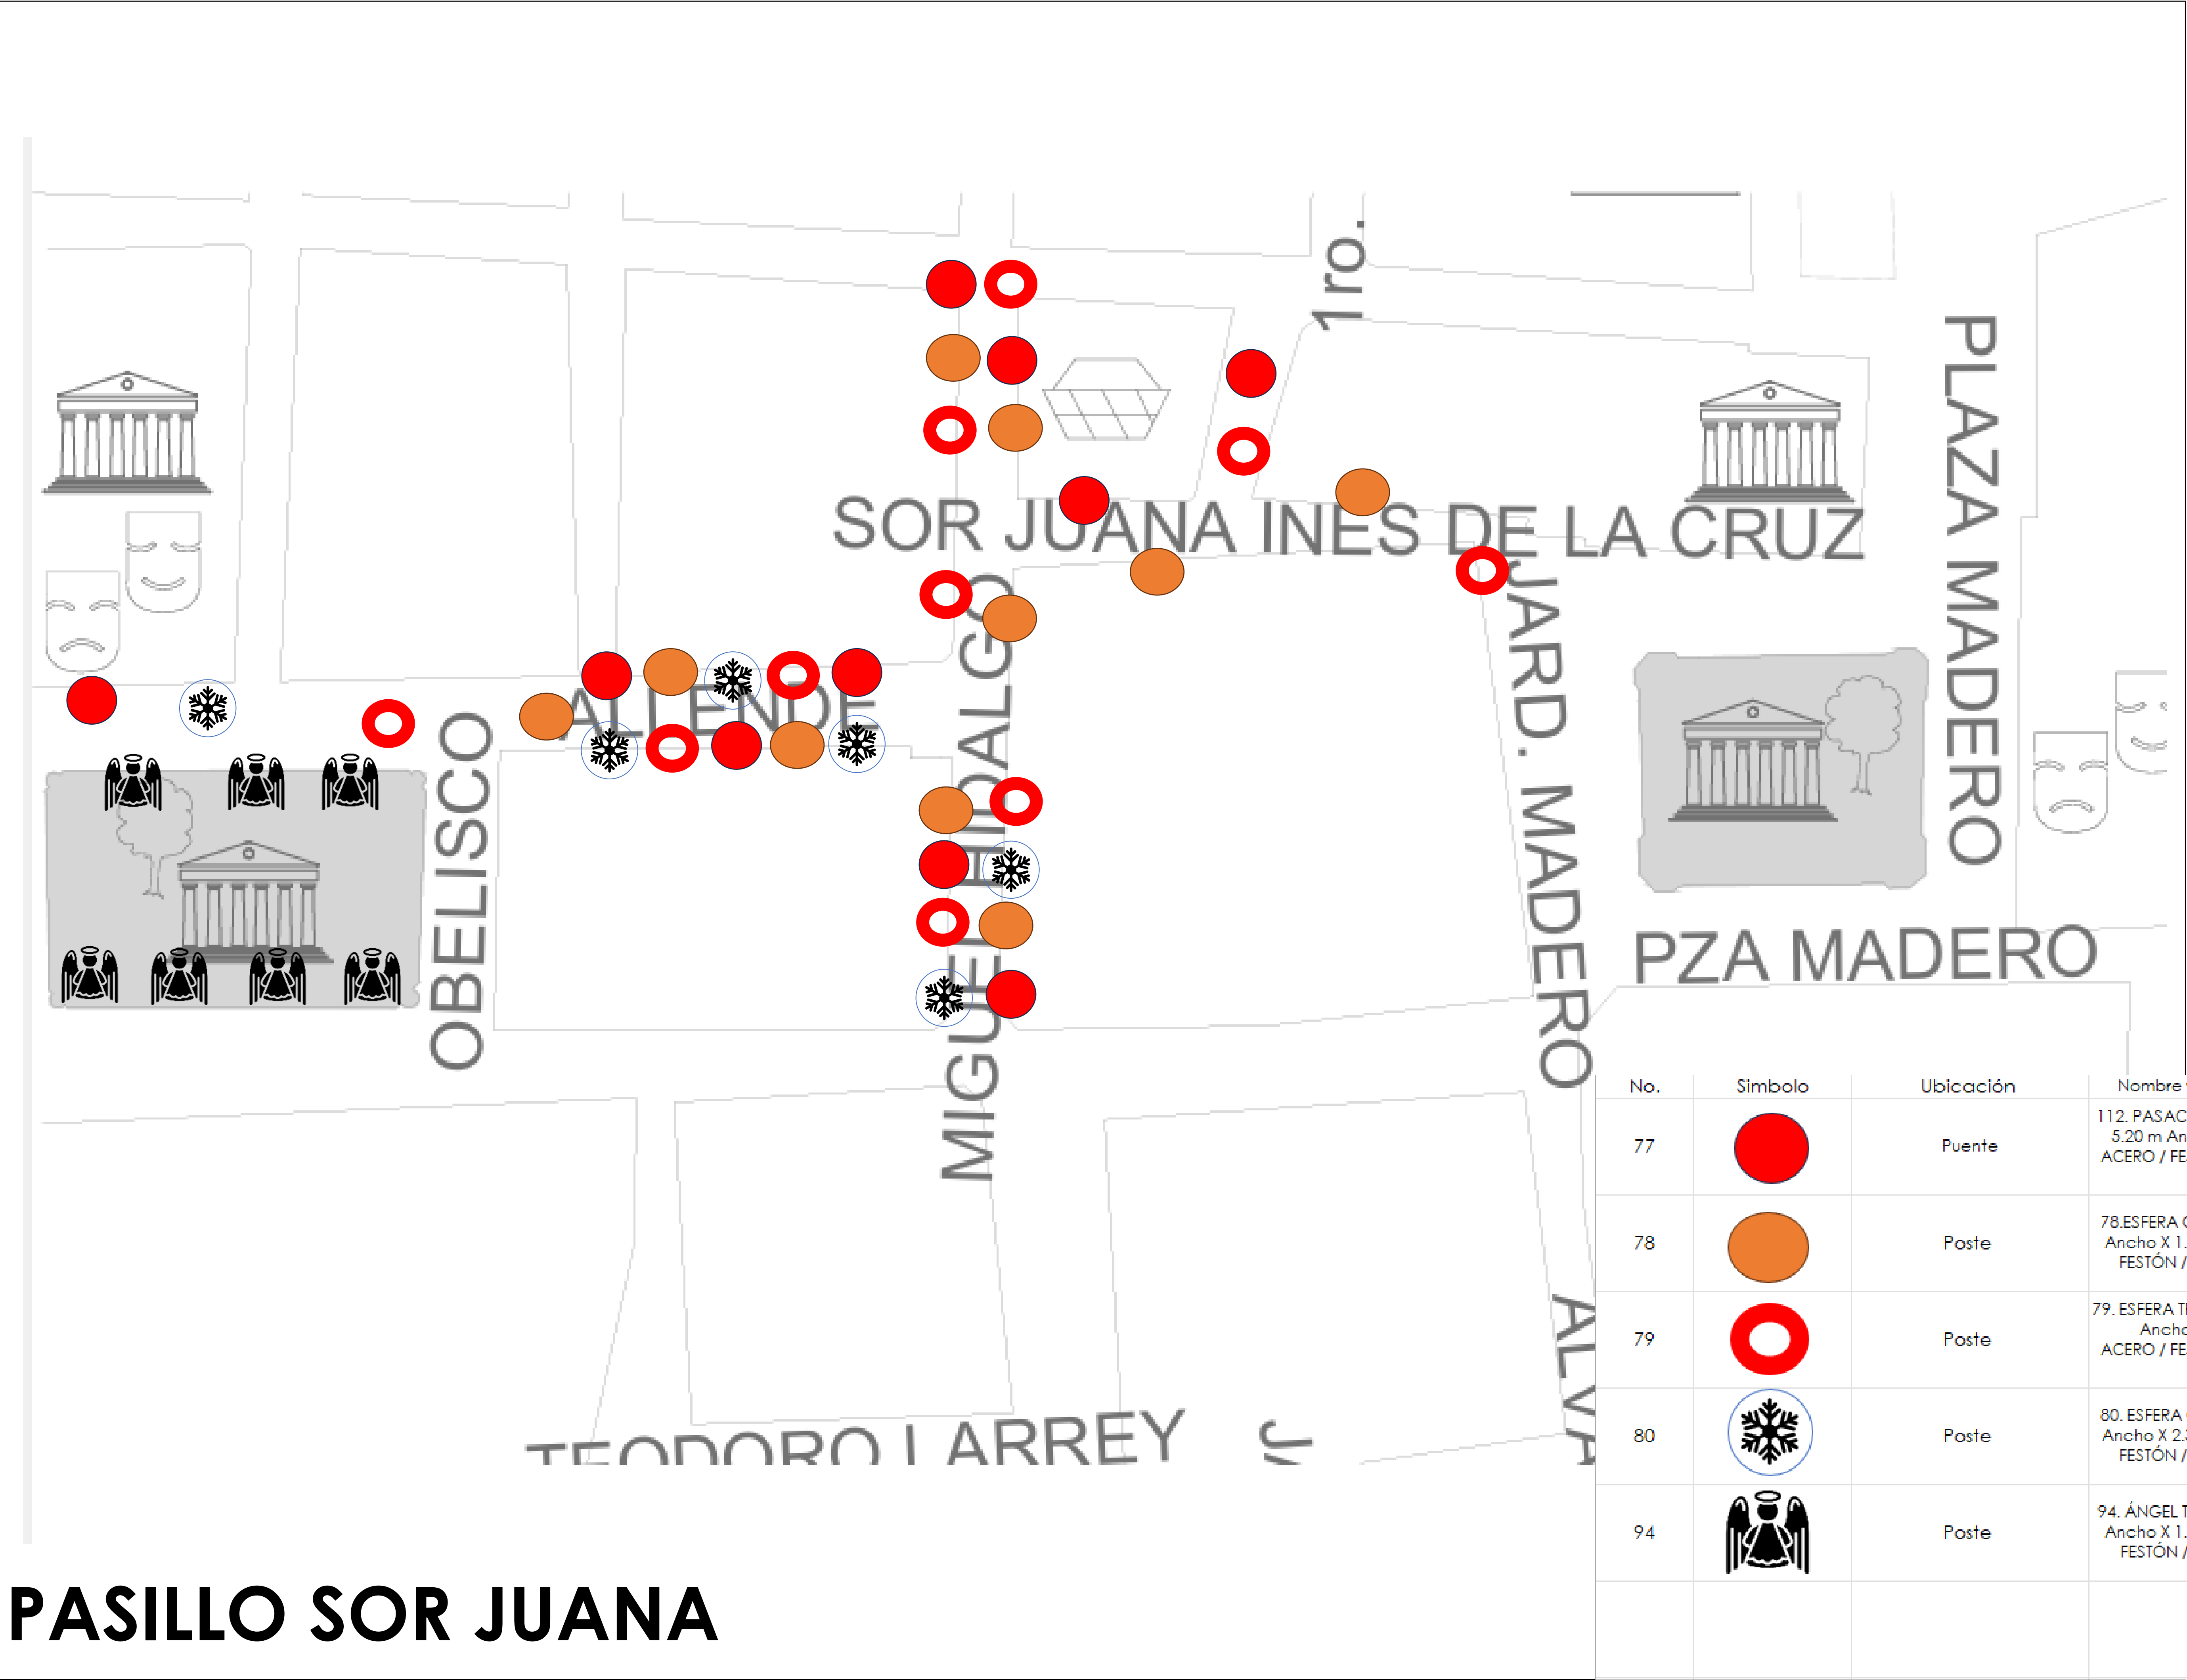 1ro.
PLAZA MADERO
SOR JUANA INES DE LA CRUZ
ALLENDE
MIGUEL HIDALGO
JARD. MADERO
OBELISCO
PZA MADERO
No. Simbolo Ubicación Nombre
77 Puente 112. PASAC
5.20 m An
ACERO / FE
78 Poste 78.ESFERA
Ancho X 1.
FESTÓN /
79 Poste 79. ESFERA
Ancho
ACERO / FE
80 Poste 80. ESFERA
Ancho X 2.
FESTÓN /
94 Poste 94. ÁNGEL T
Ancho X 1.
FESTÓN /
ALVA
TEODORO LARREY
J
PASILLO SOR JUANA